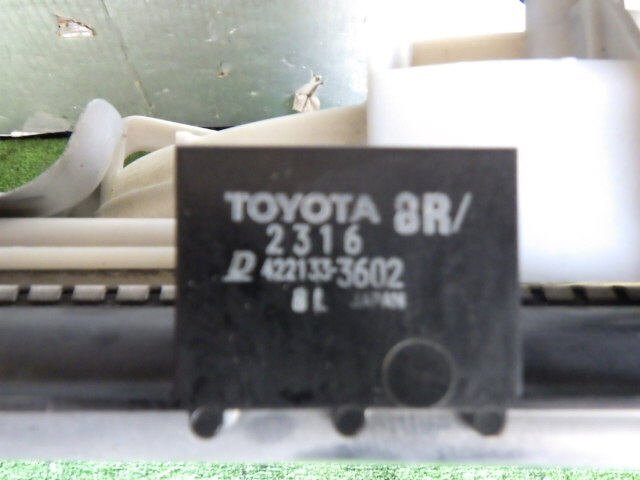 TOYOTA 8R/
2316
422133-3602
8L JAPAN